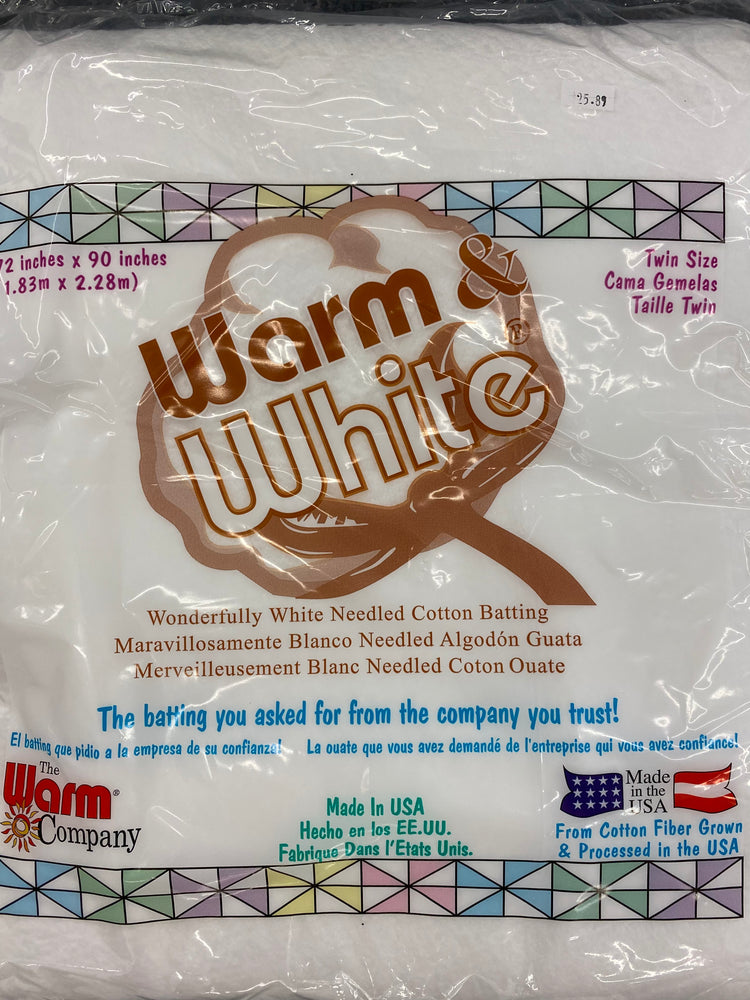 25.89
72 inches x 90 inches
1.83m x 2.28m)
Twin Size
Cama Gemelas
Taille Twin
Warm &
White®
Wonderfully White Needled Cotton Batting
Maravillosamente Blanco Needled Algodón Guata
Merveilleusement Blanc Needled Coton Ouate
The batting you asked for from the company you trust!
El batting que pidio a la empresa de su confianza! La ouate que vous avez demandé de l'entreprise qui vous avez confiance!
The
Warm®
Company
Made In USA
Hecho en los EE.UU.
Fabrique Dans l'Etats Unis.
Made
in the
USA
From Cotton Fiber Grown
& Processed in the USA